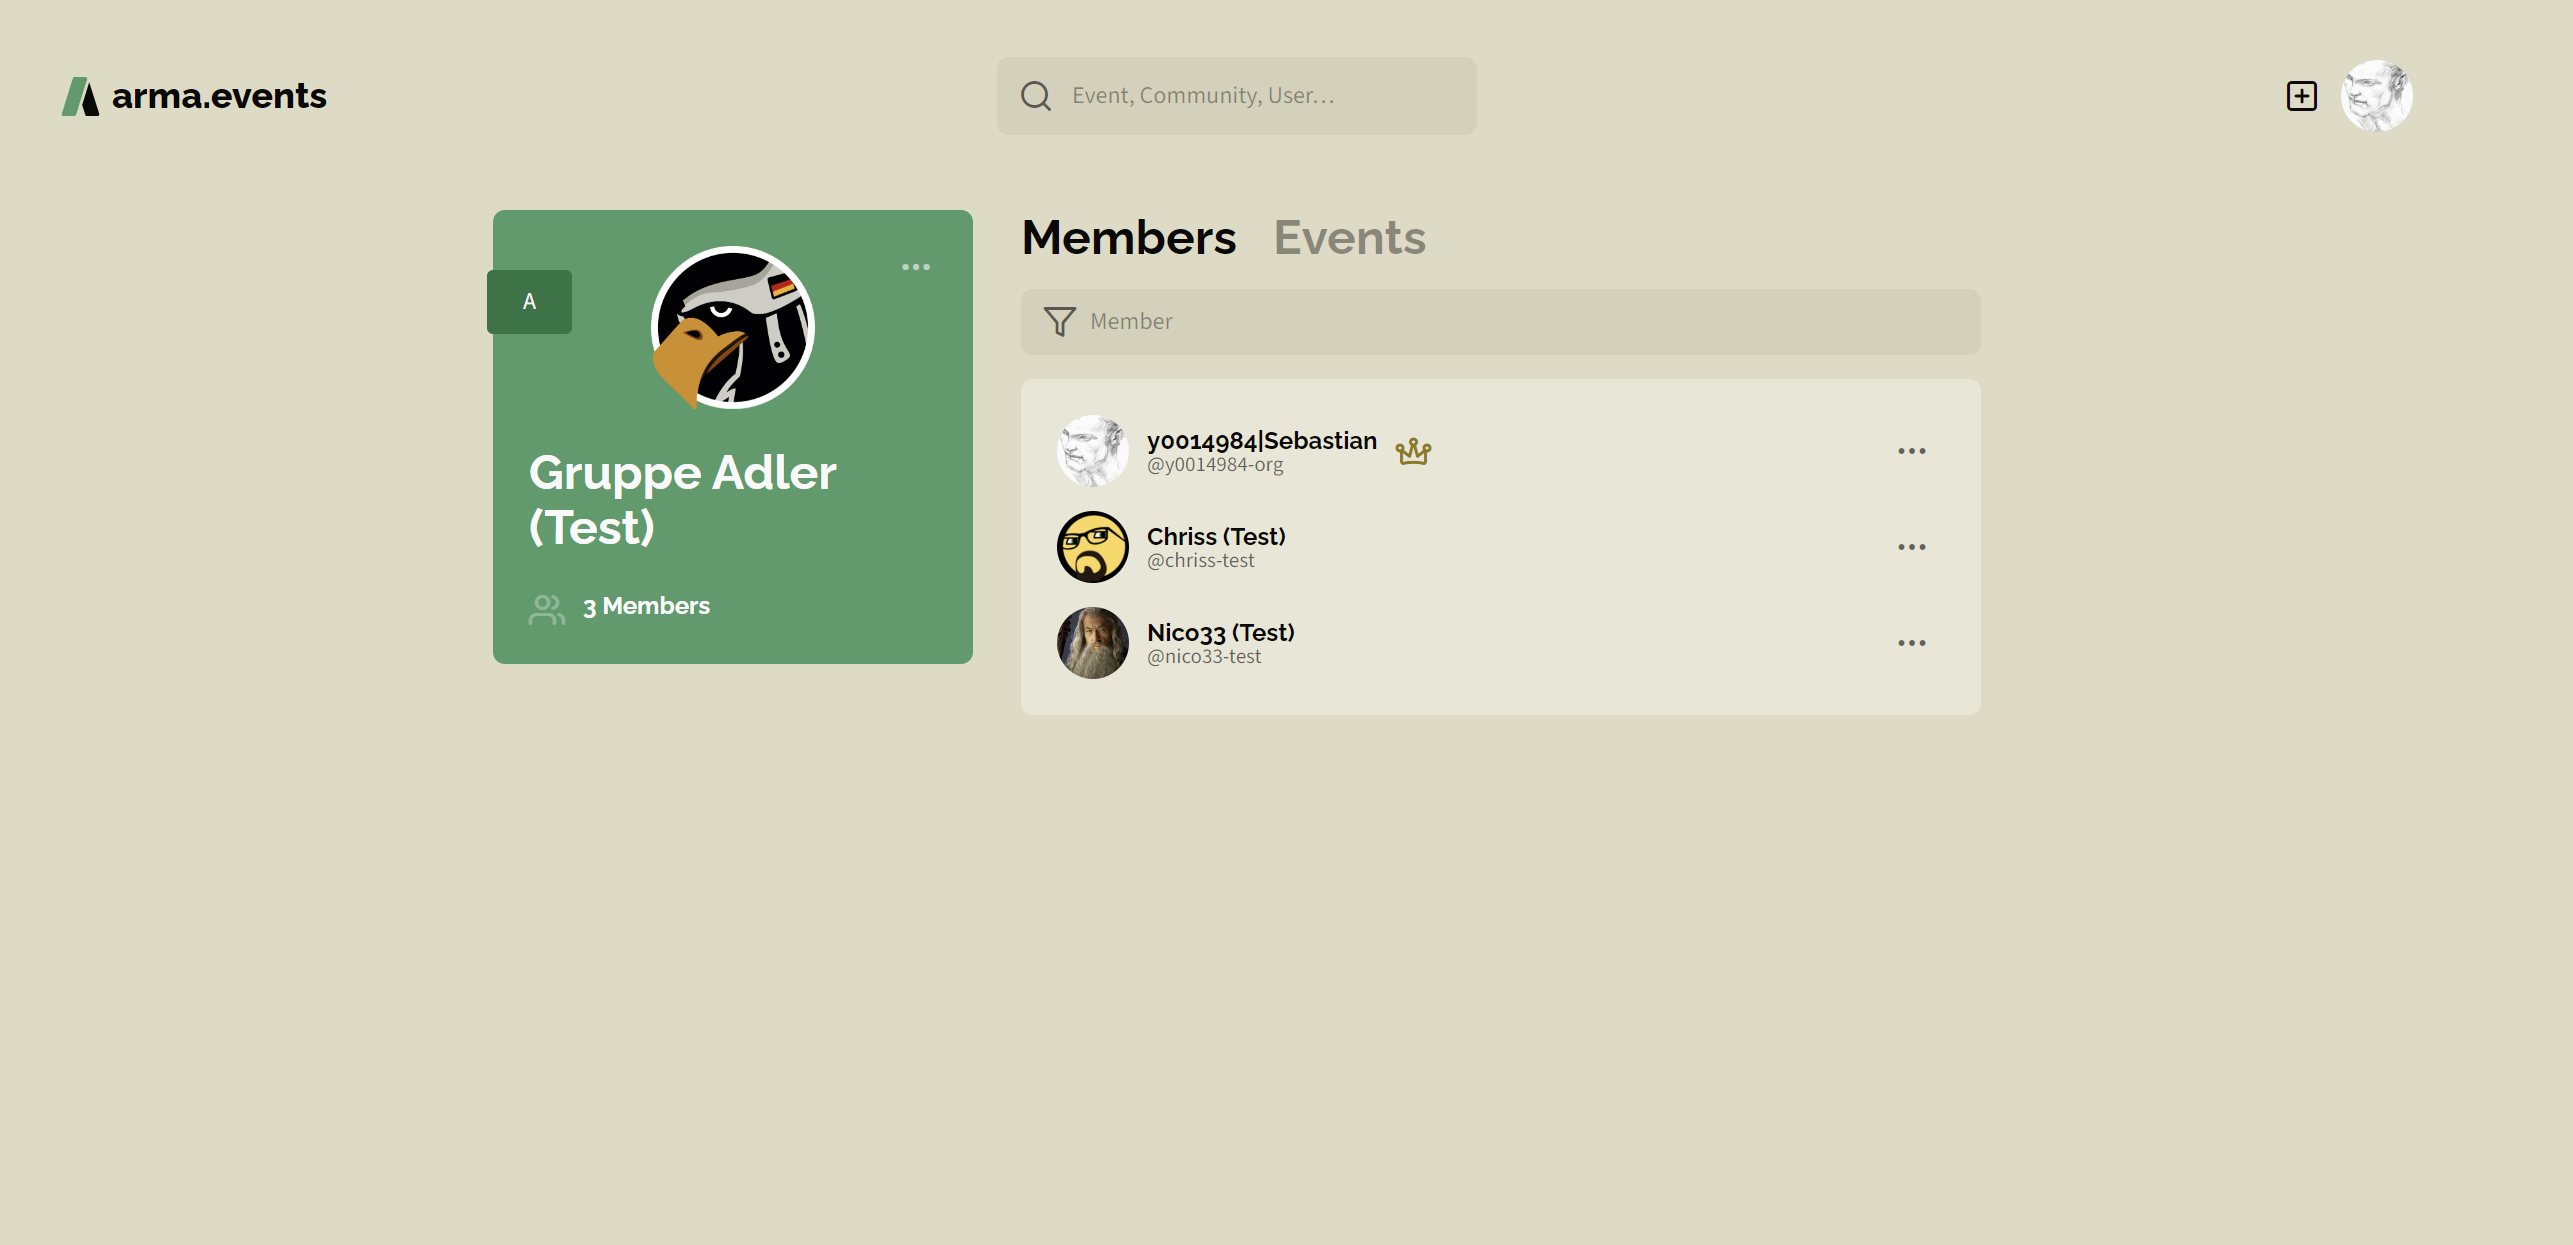 arma.events
Event, Community, User...
A
Gruppe Adler
(Test)
3 Members
Members Events
Member
y0014984|Sebastian
@y0014984-org
Chriss (Test)
@chriss-test
Nico33 (Test)
@nico33-test